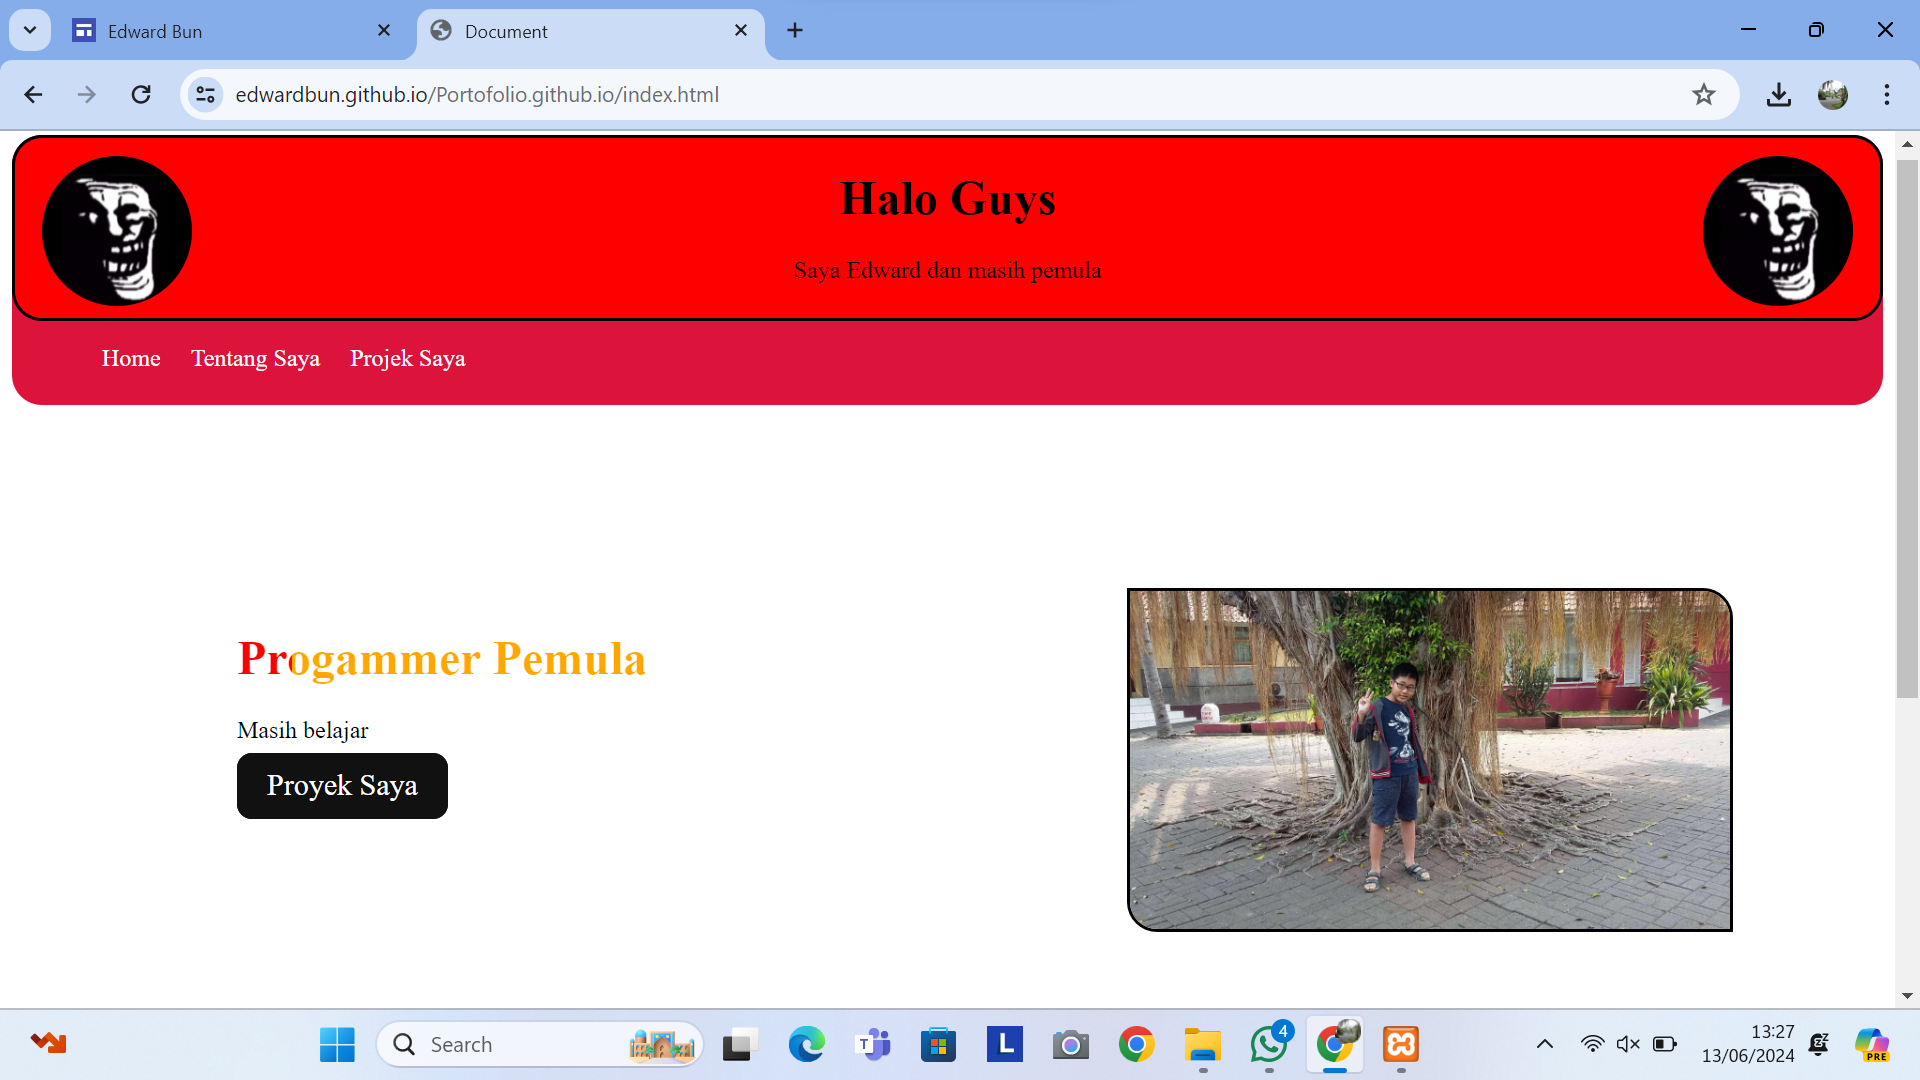 Edward Bun
Document
edwardbun.github.io/Portofolio.github.io/index.html
Halo Guys
Saya Edward dan masih pemula
Home Tentang Saya Projek Saya
Progammer Pemula
Masih belajar
Proyek Saya
Search
T
L
4
13:27
13/06/2024
PRE